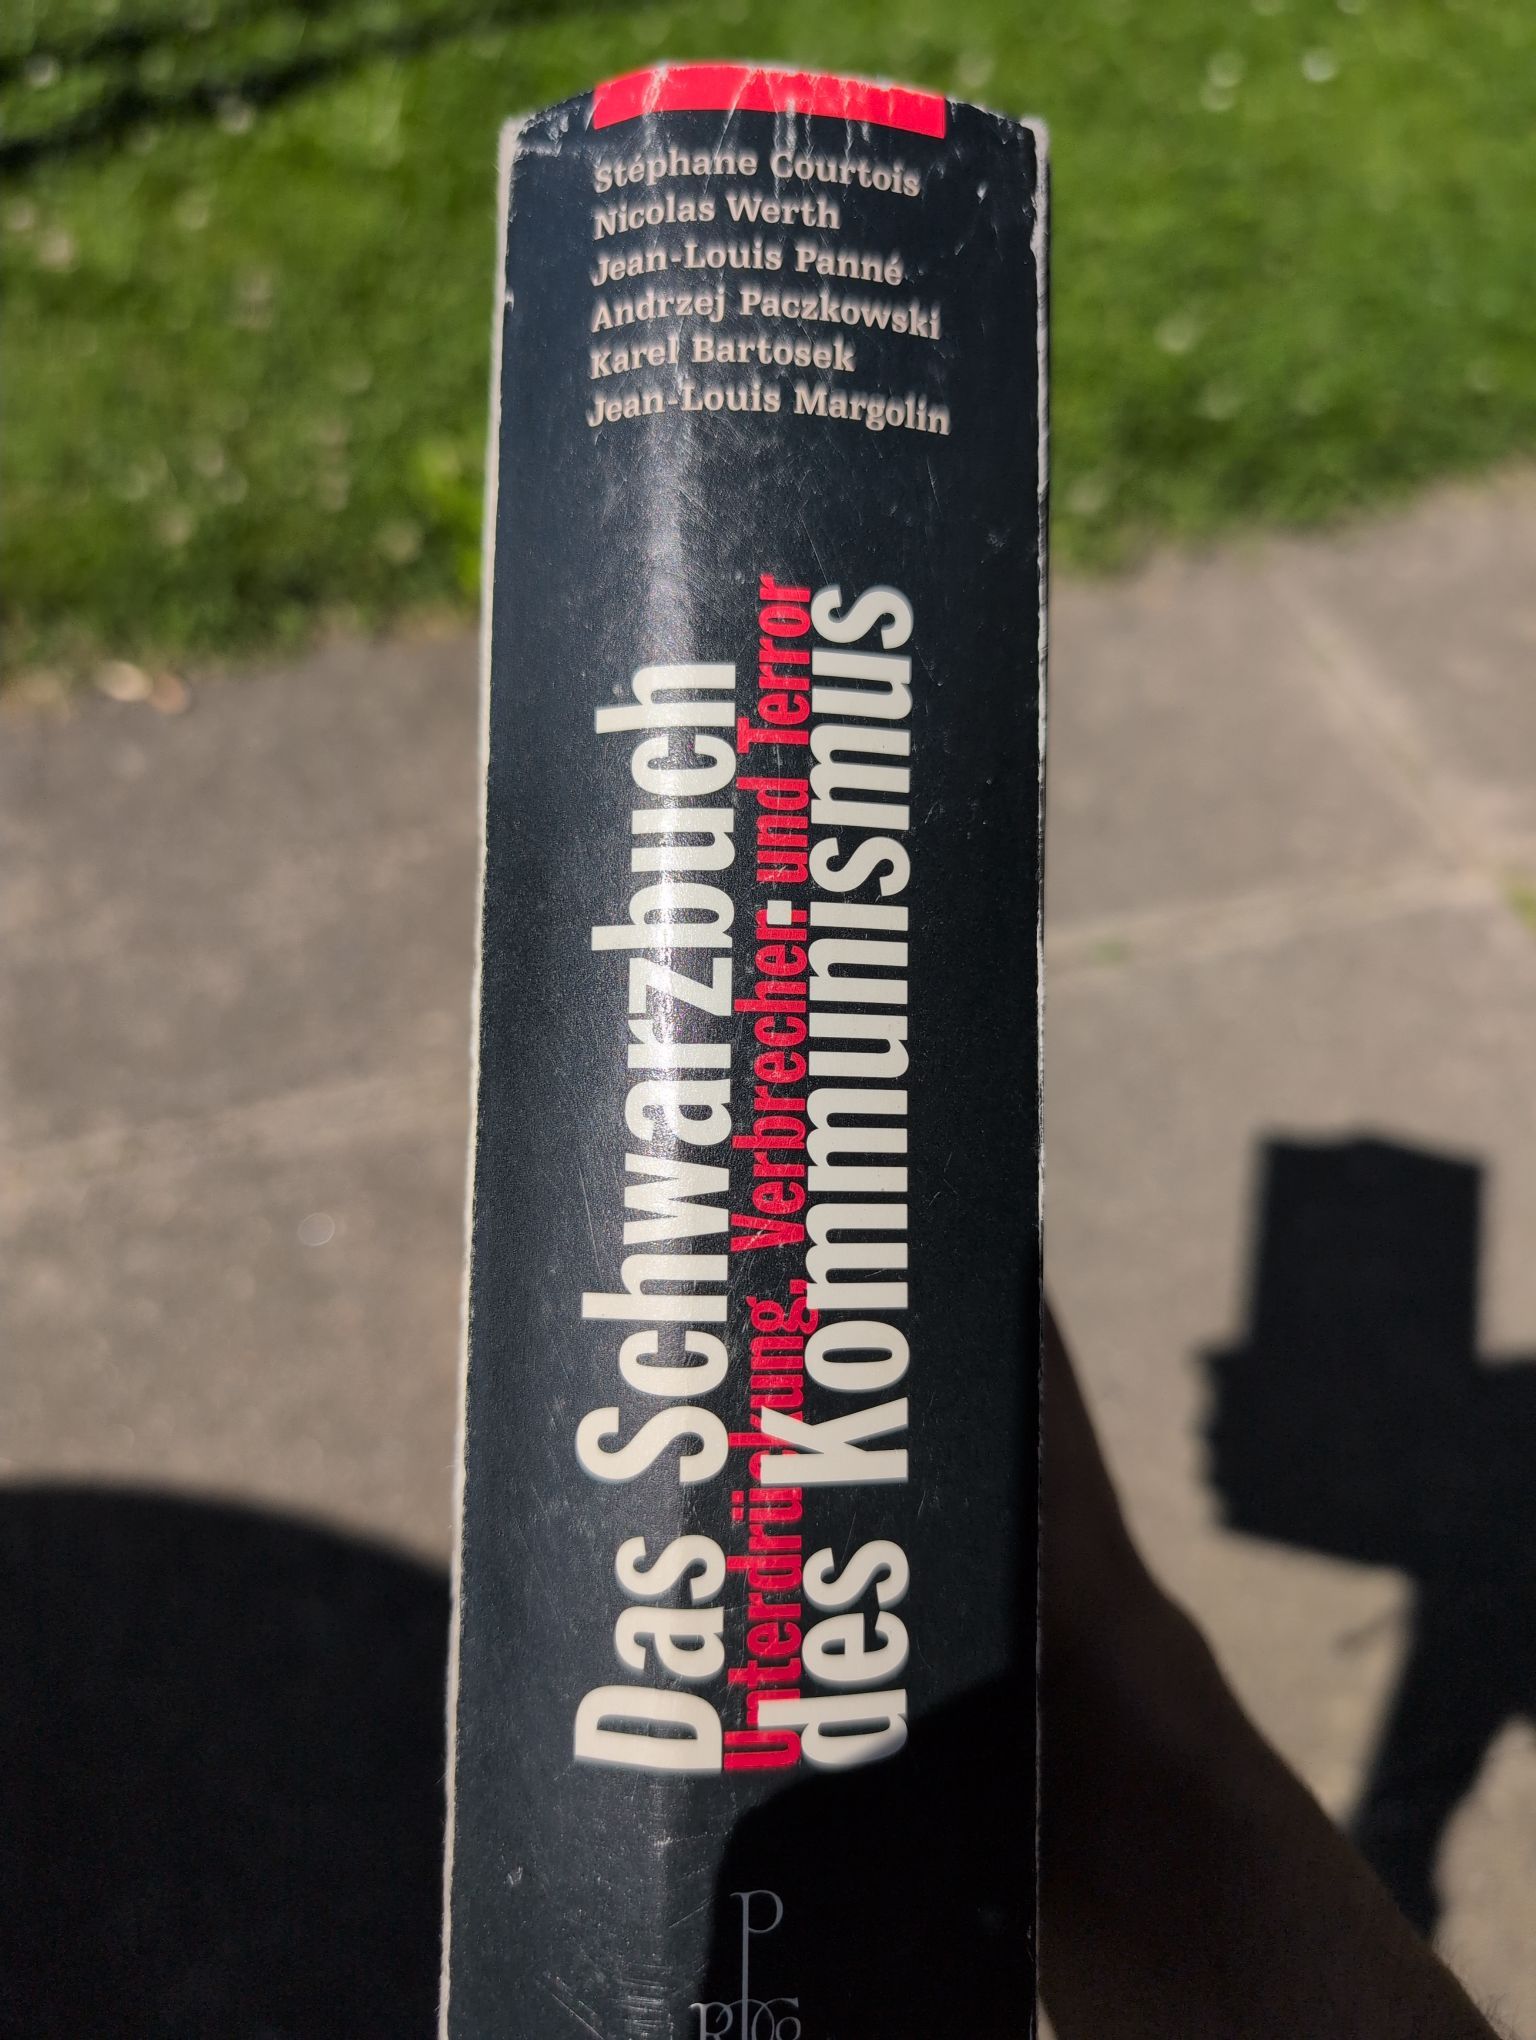 Stéphane Courtois
Nicolas Werth
Jean-Louis Panné
Andrzej Paczkowski
Karel Bartosek
Jean-Louis Margolin
Das Schwarzbuch
Unterdrückung, Verbrechen und Terror
des Kommunismus
P